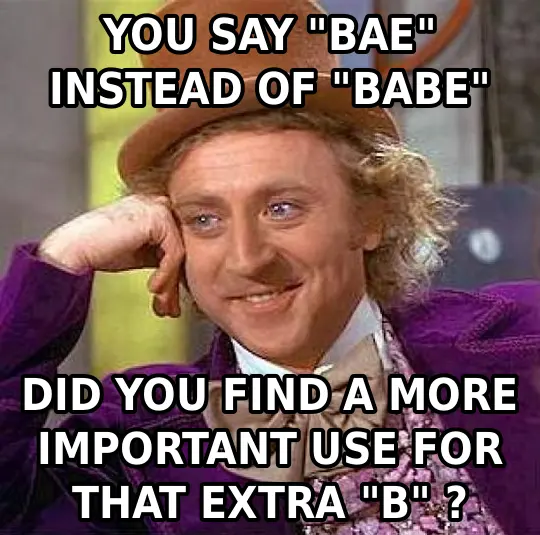 YOU SAY "BAE"
INSTEAD OF "BABE"
DID YOU FIND A MORE
IMPORTANT USE FOR
THAT EXTRA "B" ?